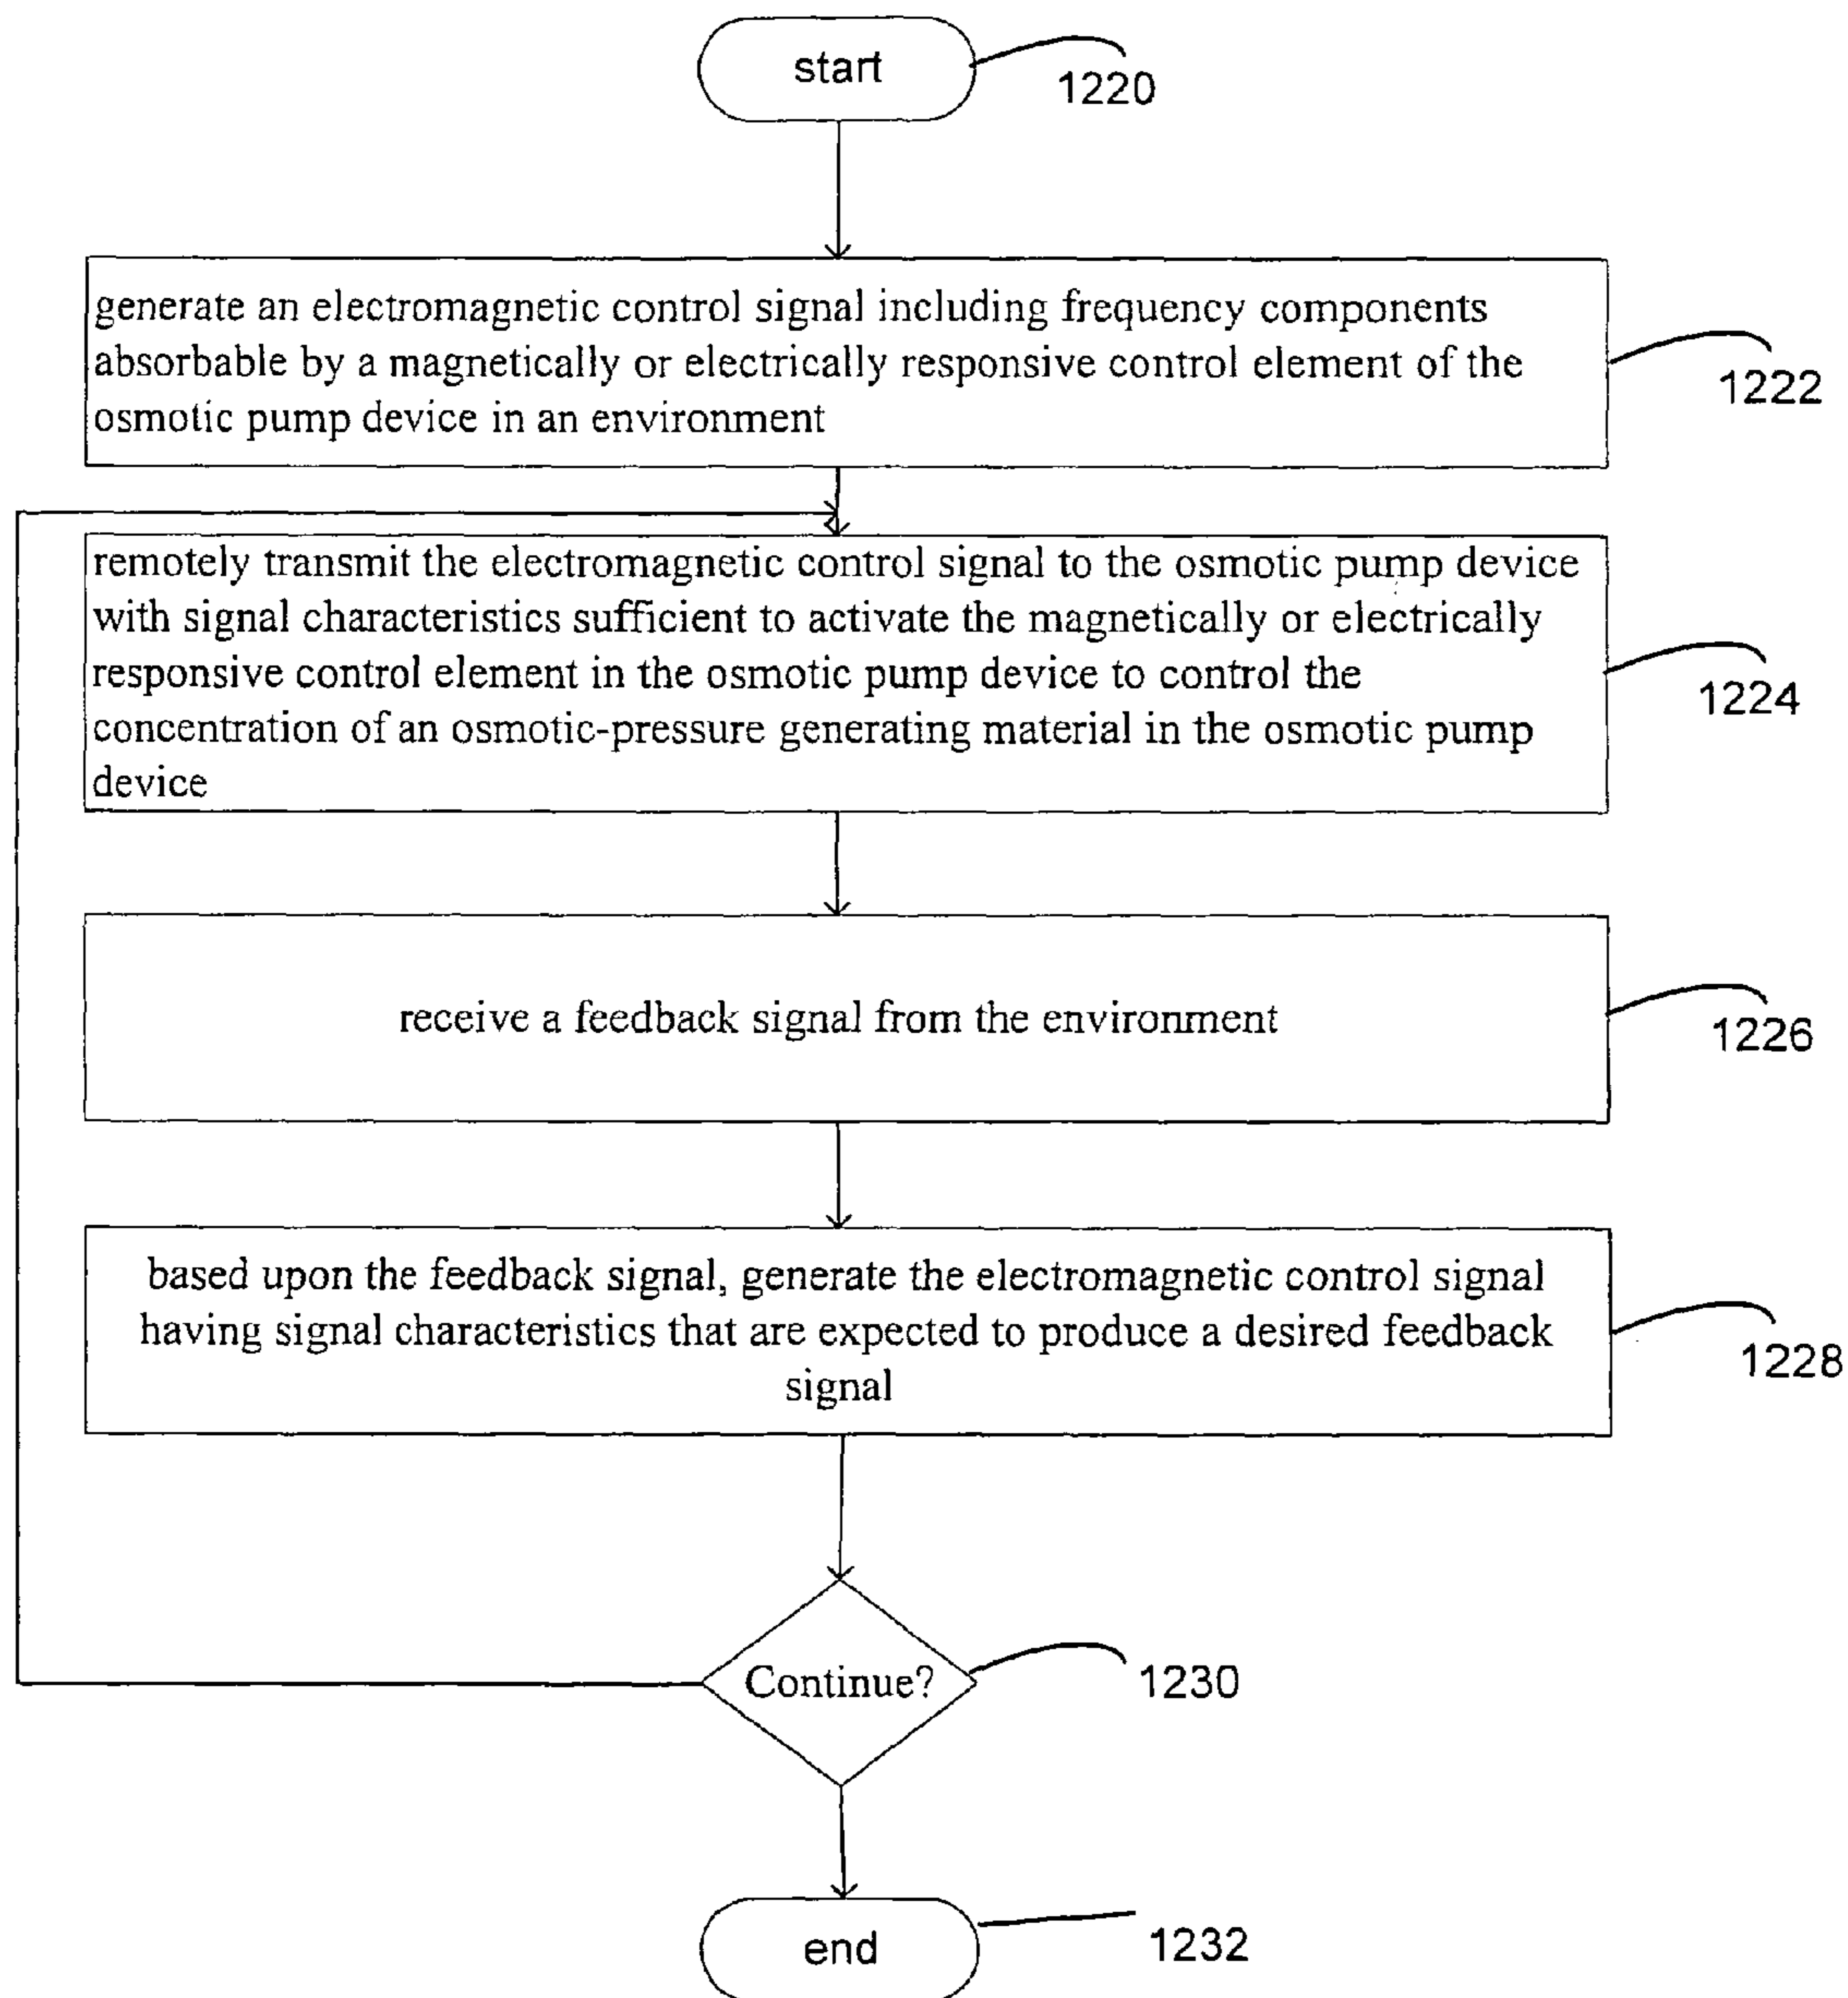 start
1220
generate an electromagnetic control signal including frequency components
absorbable by a magnetically or electrically responsive control element of the
osmotic pump device in an environment
1222
remotely transmit the electromagnetic control signal to the osmotic pump device
with signal characteristics sufficient to activate the magnetically or electrically
responsive control element in the osmotic pump device to control the
concentration of an osmotic-pressure generating material in the osmotic pump
device
1224
receive a feedback signal from the environment
1226
based upon the feedback signal, generate the electromagnetic control signal
having signal characteristics that are expected to produce a desired feedback
signal
1228
Continue?
1230
end
1232